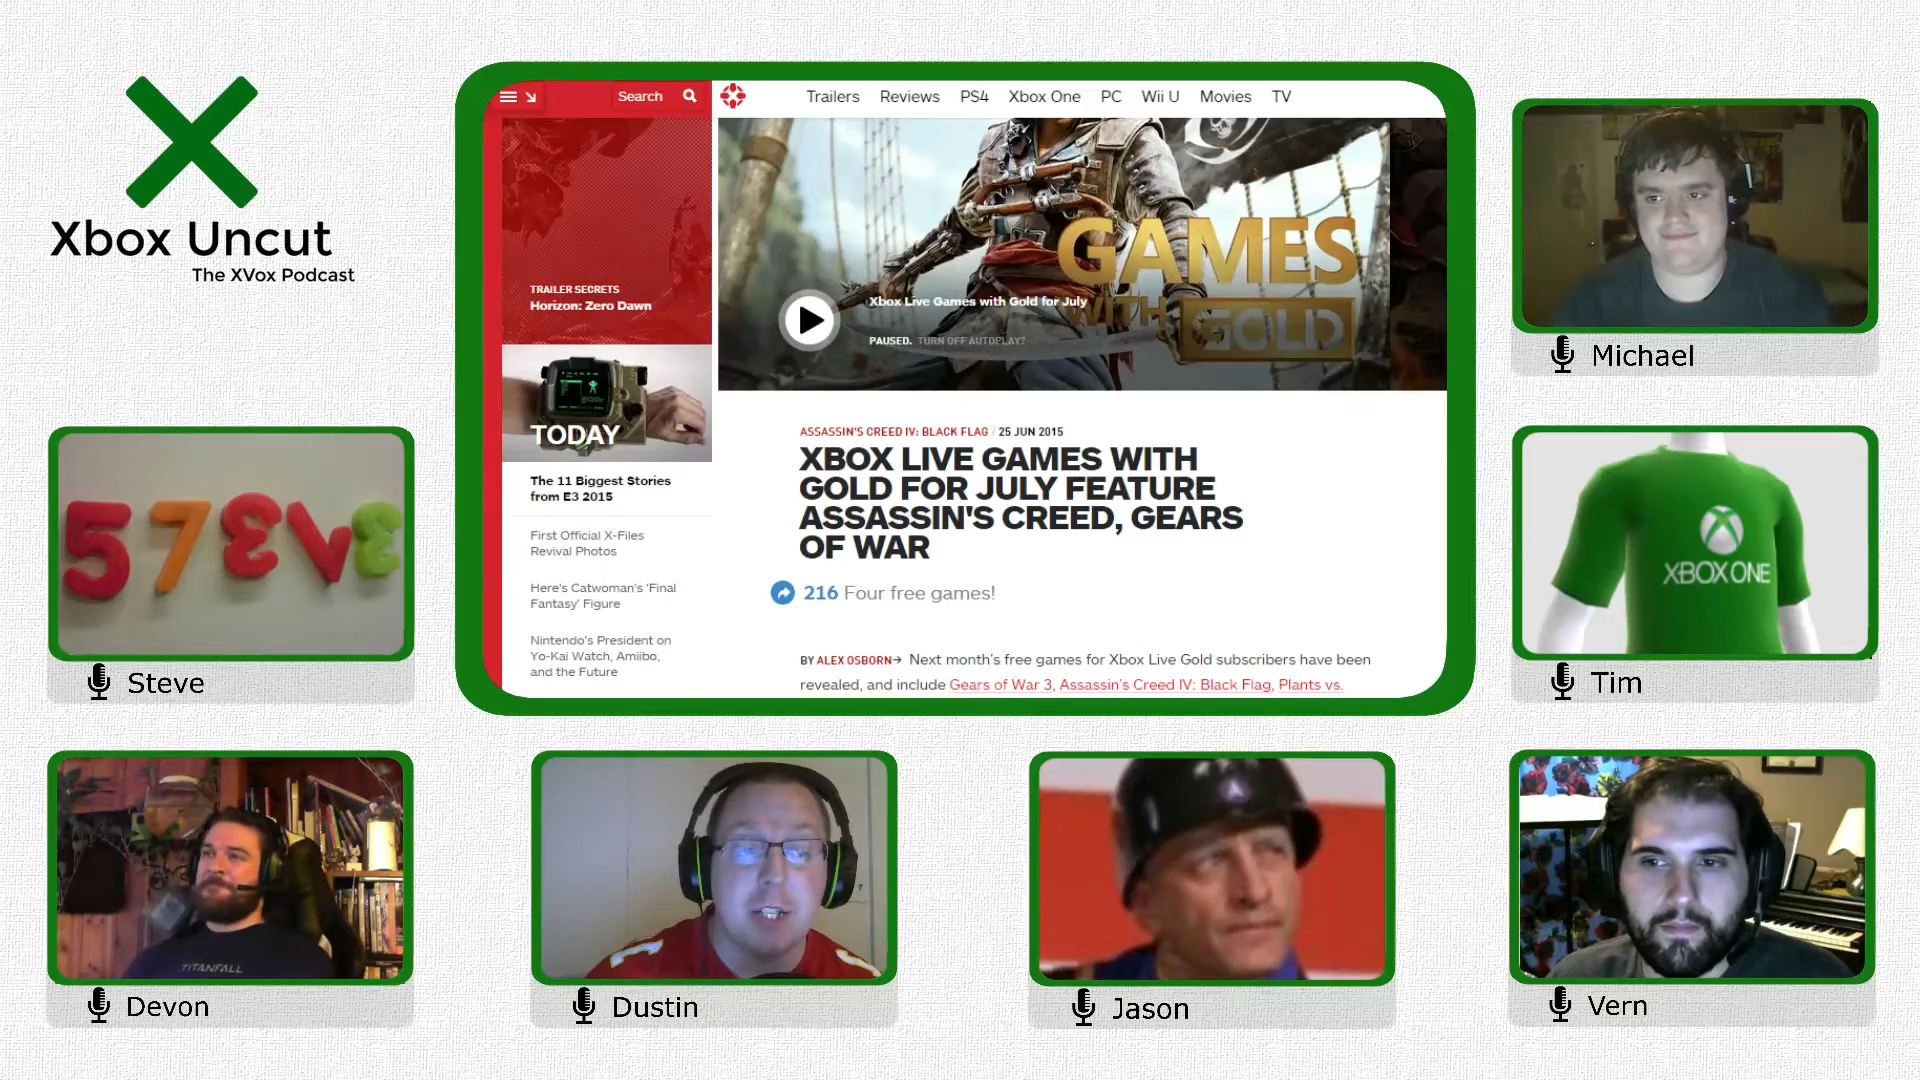 Xbox Uncut
The XVox Podcast
Search
Trailers Reviews PS4 Xbox One PC Wii U Movies TV
TRAILER SECRETS
Horizon: Zero Dawn
TODAY
The 11 Biggest Stories
from E3 2015
First Official X-Files
Revival Photos
Here's Catwoman's 'Final
Fantasy' Figure
Nintendo's President on
Yo-Kai Watch, Amiibo,
and the Future
GAMES
WITH GOLD
Xbox Live Games with Gold for July
PAUSED. TURN OFF AUTOPLAY?
ASSASSIN'S CREED IV: BLACK FLAG / 25 JUN 2015
XBOX LIVE GAMES WITH
GOLD FOR JULY FEATURE
ASSASSIN'S CREED, GEARS
OF WAR
216 Four free games!
BY ALEX OSBORN Next month's free games for Xbox Live Gold subscribers have been
revealed, and include Gears of War 3, Assassin's Creed IV: Black Flag, Plants vs.
Michael
57EVE
Steve
XBOX ONE
Tim
TITANFALL
Devon
Dustin
Jason
Vern